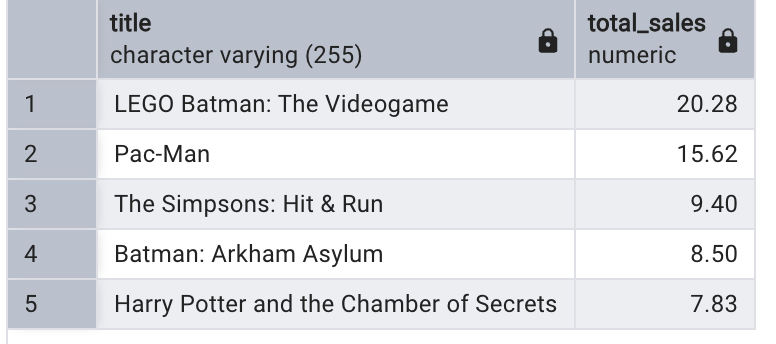 title total_sales
character varying (255) numeric
1 LEGO Batman: The Videogame 20.28
2 Pac-Man 15.62
3 The Simpsons: Hit & Run 9.40
4 Batman: Arkham Asylum 8.50
5 Harry Potter and the Chamber of Secrets 7.83